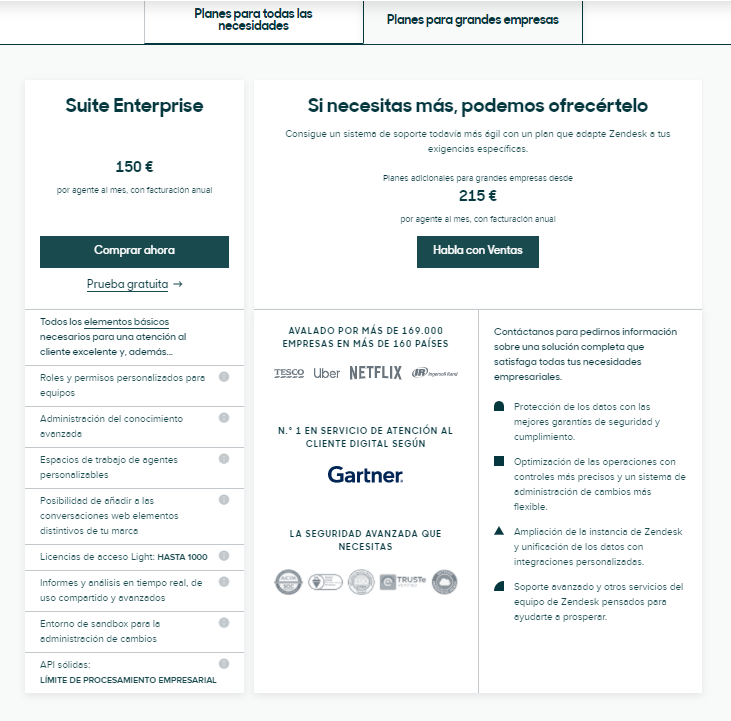 Planes para todas las
necesidades
Planes para grandes empresas
Suite Enterprise
150 €
por agente al mes, con facturación anual
Comprar ahora
Prueba gratuita →
Todos los elementos básicos
necesarios para una atención al
cliente excelente y, además...
Roles y permisos personalizados para
equipos
Administración del conocimiento
avanzada
Espacios de trabajo de agentes
personalizables
Posibilidad de añadir a las
conversaciones web elementos
distintivos de tu marca
Licencias de acceso Light: HASTA 1000
Informes y análisis en tiempo real, de
uso compartido y avanzados
Entorno de sandbox para la
administración de cambios
API sólidas:
LÍMITE DE PROCESAMIENTO EMPRESARIAL
Si necesitas más, podemos ofrecértelo
Consigue un sistema de soporte todavía más ágil con un plan que adapte Zendesk a tus
exigencias específicas.
Planes adicionales para grandes empresas desde
215 €
por agente al mes, con facturación anual
Habla con Ventas
AVALADO POR MÁS DE 169.000
EMPRESAS EN MÁS DE 160 PAÍSES
TESCO Uber NETFLIX IR Ingersoll Rand
N.° 1 EN SERVICIO DE ATENCIÓN AL
CLIENTE DIGITAL SEGÚN
Gartner
LA SEGURIDAD AVANZADA QUE
NECESITAS
TRUSTe
Contáctanos para pedirnos información
sobre una solución completa que
satisfaga todas tus necesidades
empresariales.
Protección de los datos con las
mejores garantías de seguridad y
cumplimiento.
Optimización de las operaciones con
controles más precisos y un sistema de
administración de cambios más
flexible.
Ampliación de la instancia de Zendesk
y unificación de los datos con
integraciones personalizadas.
Soporte avanzado y otros servicios del
equipo de Zendesk pensados para
ayudarte a prosperar.